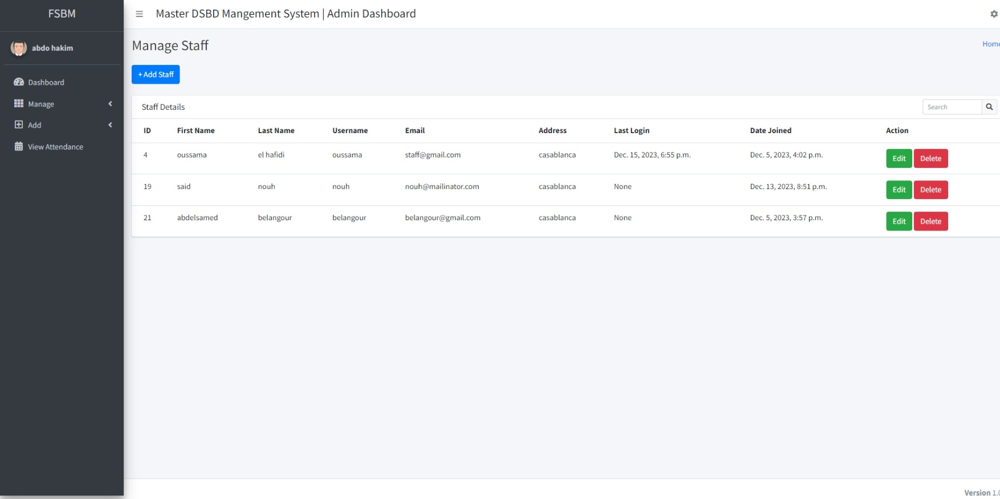 FSBM
Master DSBD Mangement System | Admin Dashboard
abdo hakim
Dashboard
Manage
Add
View Attendance
Manage Staff
Home
+ Add Staff
Staff Details
Search
ID First Name Last Name Username Email Address Last Login Date Joined Action
4 oussama el hafidi oussama staff@gmail.com casablanca Dec. 15, 2023, 6:55 p.m. Dec. 5, 2023, 4:02 p.m. Edit Delete
19 said nouh nouh nouh@mailinator.com casablanca None Dec. 13, 2023, 8:51 p.m. Edit Delete
21 abdelsamed belangour belangour belangour@gmail.com casablanca None Dec. 5, 2023, 3:57 p.m. Edit Delete
Version 1.0